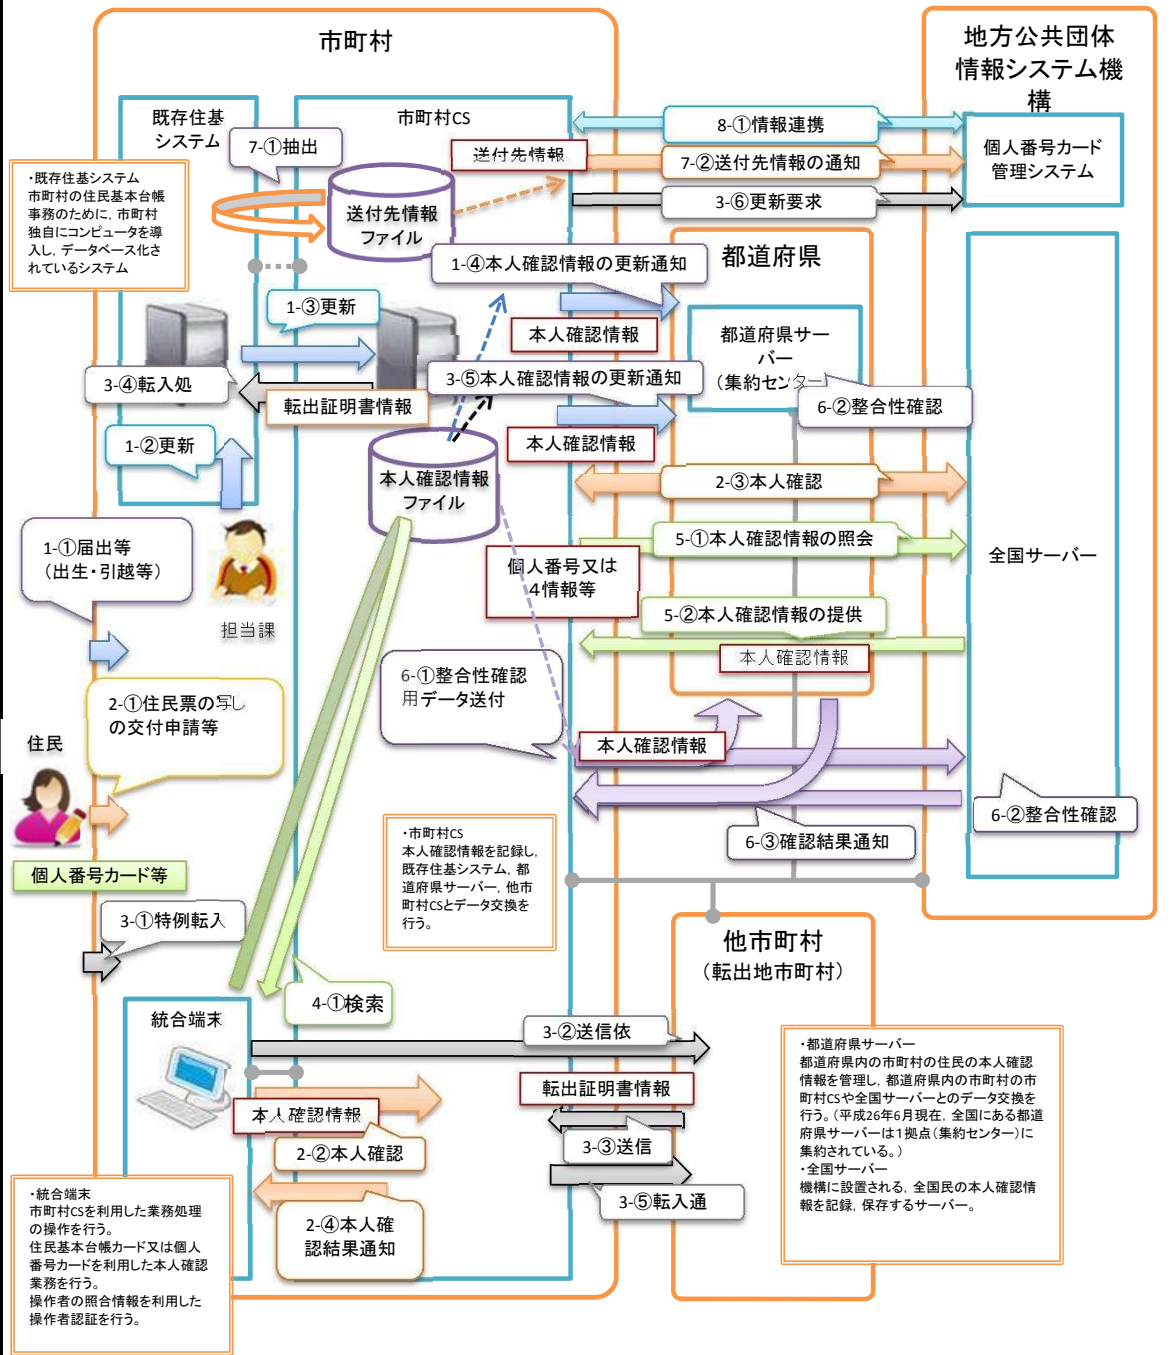 市町村
地方公共団体
情報システム機
構
既存住基
システム
市町村CS
7-①抽出
送付先情報
8-①情報連携
7-②送付先情報の通知
3-⑥更新要求
個人番号カード
管理システム
・既存住基システム
市町村の住民基本台帳
事務のために，市町村
独自にコンピュータを導
入し，データベース化さ
れているシステム
送付先情報
ファイル
1-④本人確認情報の更新通知
都道府県
1-③更新
本人確認情報
都道府県サー
バー
（集約センター）
3-④転入処
転出証明書情報
3-⑤本人確認情報の更新通知
6-②整合性確認
1-②更新
本人確認情報
本人確認情報
ファイル
2-③本人確認
1-①届出等
（出生・引越等）
5-①本人確認情報の照会
個人番号又は
４情報等
全国サーバー
担当課
5-②本人確認情報の提供
本人確認情報
6-①整合性確認
用データ送付
2-①住民票の写し
の交付申請等
住民
本人確認情報
6-②整合性確認
6-③確認結果通知
個人番号カード等
・市町村CS
本人確認情報を記録し，
既存住基システム，都
道府県サーバー，他市
町村CSとデータ交換を
行う。
3-①特例転入
他市町村
（転出地市町村）
4-①検索
統合端末
3-②送信依
転出証明書情報
本人確認情報
2-②本人確認
3-③送信
3-⑤転入通
2-④本人確
認結果通知
・都道府県サーバー
都道府県内の市町村の住民の本人確認
情報を管理し，都道府県内の市町村の市
町村CSや全国サーバーとのデータ交換を
行う。（平成26年6月現在，全国にある都道
府県サーバーは１拠点（集約センター）に
集約されている。）
・全国サーバー
機構に設置される，全国民の本人確認情
報を記録，保存するサーバー。
・統合端末
市町村CSを利用した業務処理
の操作を行う。
住民基本台帳カード又は個人
番号カードを利用した本人確認
業務を行う。
操作者の照合情報を利用した
操作者認証を行う。